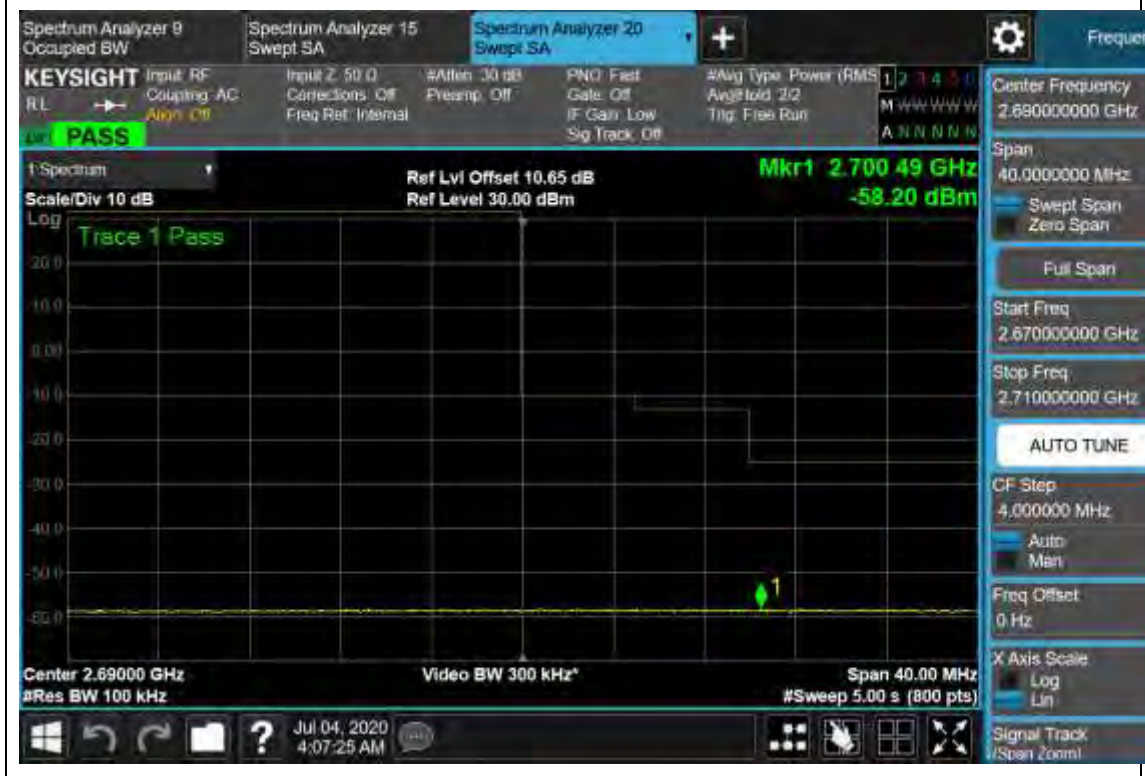 Spectrum Analyzer 9
Occupied BW
Spectrum Analyzer 15
Swept SA
Spectrum Analyzer 20
Swept SA
+
Frequen
KEYSIGHT
RL
Input: RF
Coupling: AC
Align: Off
Input Z: 50 Ω
Corrections: Off
Freq Ref: Internal
#Atten: 30 dB
Preamp: Off
PNO: Fast
Gate: Off
IF Gain: Low
Sig Track: Off
#Avg Type: Power (RMS
Avg|Hold: 2/2
Trig: Free Run
1 2 3 4 5 6
M W W W W W
A N N N N N
PASS
1 Spectrum
Scale/Div 10 dB
Ref Lvl Offset 10.65 dB
Ref Level 30.00 dBm
Mkr1 2.700 49 GHz
-58.20 dBm
Log
Trace 1 Pass
20.0
10.0
0.00
-10.0
-20.0
-30.0
-40.0
-50.0
-60.0
1
Center 2.69000 GHz
#Res BW 100 kHz
Video BW 300 kHz*
Span 40.00 MHz
#Sweep 5.00 s (800 pts)
Center Frequency
2.690000000 GHz
Span
40.0000000 MHz
Swept Span
Zero Span
Full Span
Start Freq
2.670000000 GHz
Stop Freq
2.710000000 GHz
AUTO TUNE
CF Step
4.000000 MHz
Auto
Man
Freq Offset
0 Hz
X Axis Scale
Log
Lin
Signal Track
(Span Zoom)
?
Jul 04, 2020
4:07:25 AM